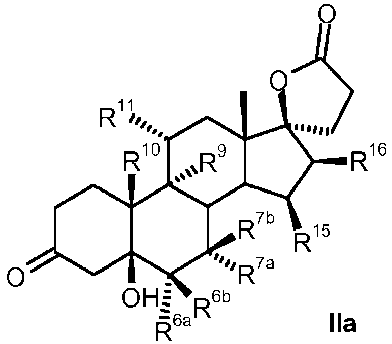 O
O
R¹¹
R¹⁰
R⁹
R¹⁶
R⁷ᵇ
R¹⁵
O
R⁷ᵃ
OH
R⁶ᵇ
R⁶ᵃ
IIa